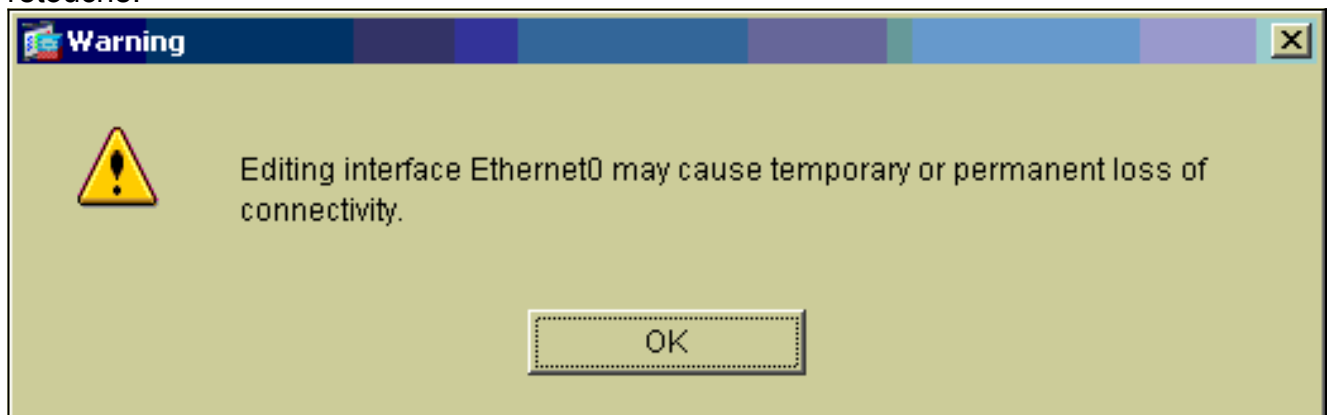 Warning
Editing interface Ethernet0 may cause temporary or permanent loss of
connectivity.
OK